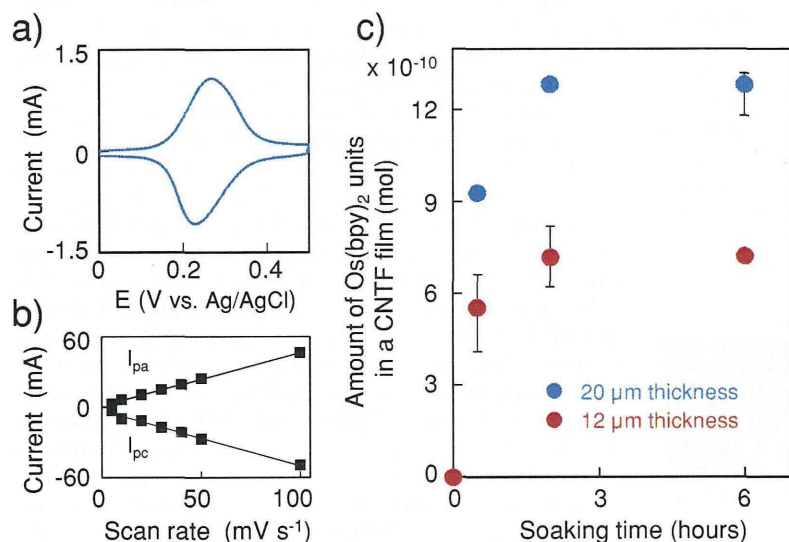 a)
1.5
0
-1.5
Current (mA)
0
0.2
0.4
E (V vs. Ag/AgCl)
b)
60
0
-60
Current (mA)
Ipa
Ipc
0
50
100
Scan rate (mV s-1)
c)
x 10-10
12
9
6
3
0
Amount of Os(bpy)2 units
in a CNTF film (mol)
20 μm thickness
12 μm thickness
0
3
6
Soaking time (hours)